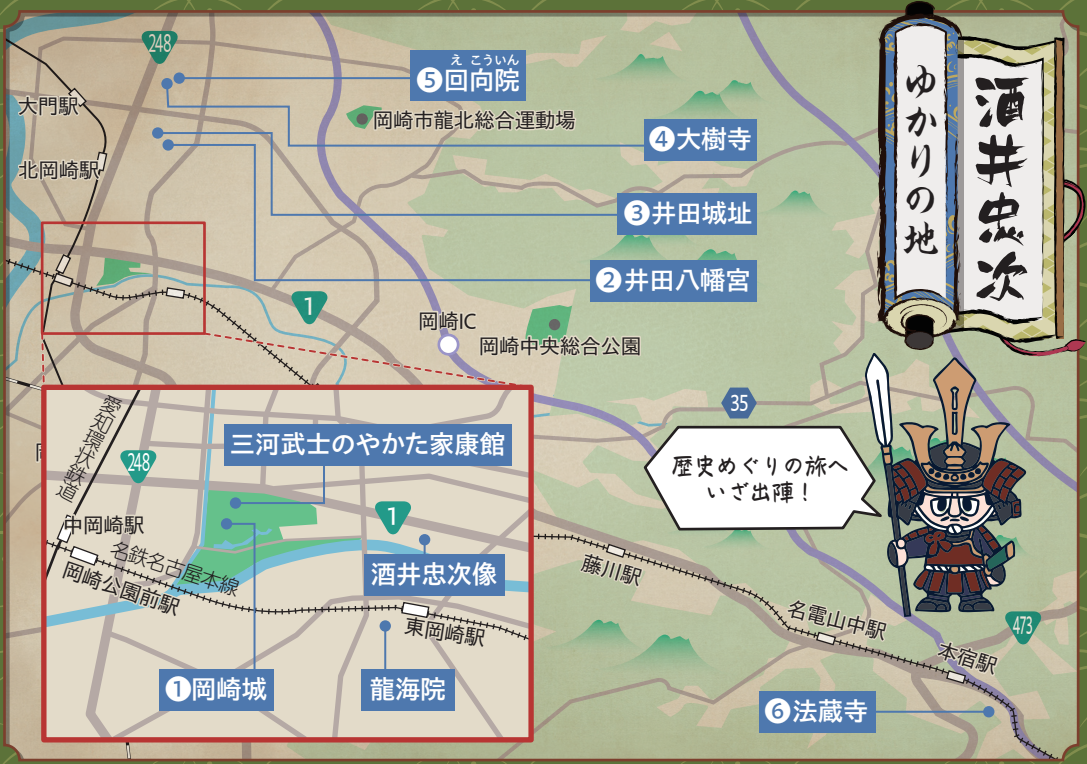 酒井忠次
ゆかりの地
248
え こういん
❺回向院
大門駅
岡崎市龍北総合運動場
❹大樹寺
北岡崎駅
❸井田城址
❷井田八幡宮
1
岡崎IC
岡崎中央総合公園
35
歴史めぐりの旅へ
いざ出陣！
愛知環状鉄道
248
三河武士のやかた家康館
1
中岡崎駅
名鉄名古屋本線
岡崎公園前駅
酒井忠次像
東岡崎駅
❶岡崎城
龍海院
藤川駅
名電山中駅
本宿駅
473
❻法蔵寺